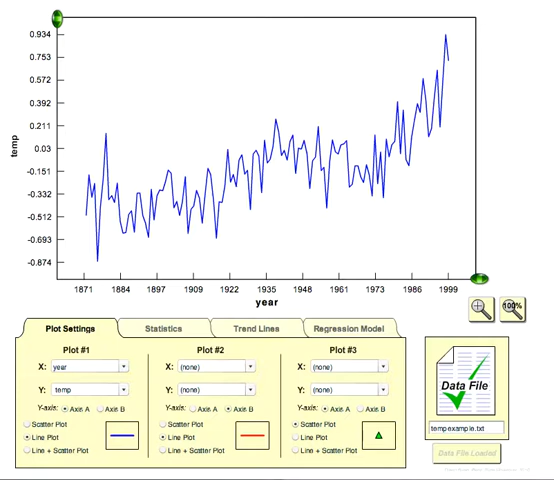 0.934
0.753
0.572
0.392
0.211
0.03
-0.151
-0.332
-0.512
-0.693
-0.874
temp
1871 1884 1897 1909 1922 1935 1948 1961 1973 1986 1999
year
100%
Plot Settings Statistics Trend Lines Regression Model
Plot #1 Plot #2 Plot #3
X: year X: (none) X: (none)
Y: temp Y: (none) Y: (none)
Y-axis: Axis A Axis B Y-axis: Axis A Axis B Y-axis: Axis A Axis B
Scatter Plot Scatter Plot Scatter Plot
Line Plot Line Plot Line Plot
Line + Scatter Plot Line + Scatter Plot Line + Scatter Plot
Data File
tempexample.txt
Data File Loaded